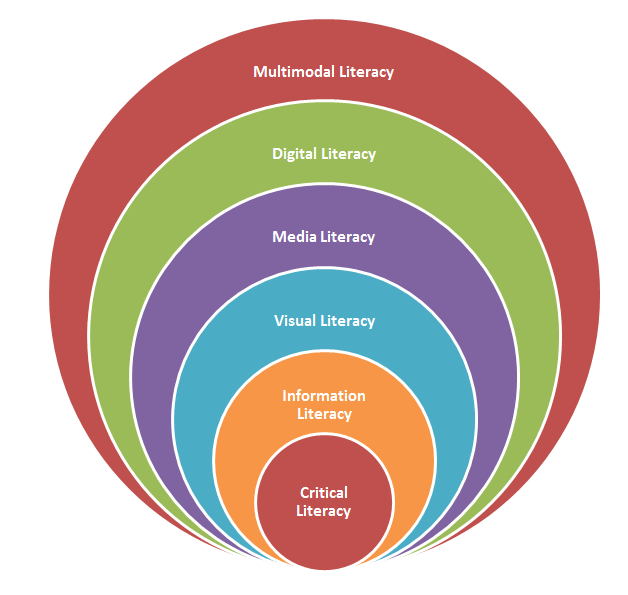 Multimodal Literacy
Digital Literacy
Media Literacy
Visual Literacy
Information
Literacy
Critical
Literacy